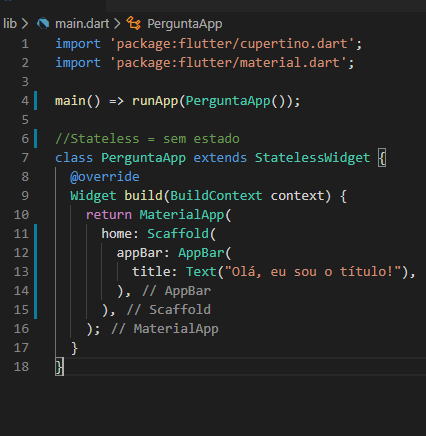 lib > main.dart > PerguntaApp
1 import 'package:flutter/cupertino.dart';
2 import 'package:flutter/material.dart';
3
4 main() => runApp(PerguntaApp());
5
6 //Stateless = sem estado
7 class PerguntaApp extends StatelessWidget {
8   @override
9   Widget build(BuildContext context) {
10     return MaterialApp(
11       home: Scaffold(
12         appBar: AppBar(
13           title: Text("Olá, eu sou o título!"),
14         ), // AppBar
15       ), // Scaffold
16     ); // MaterialApp
17   }
18 }